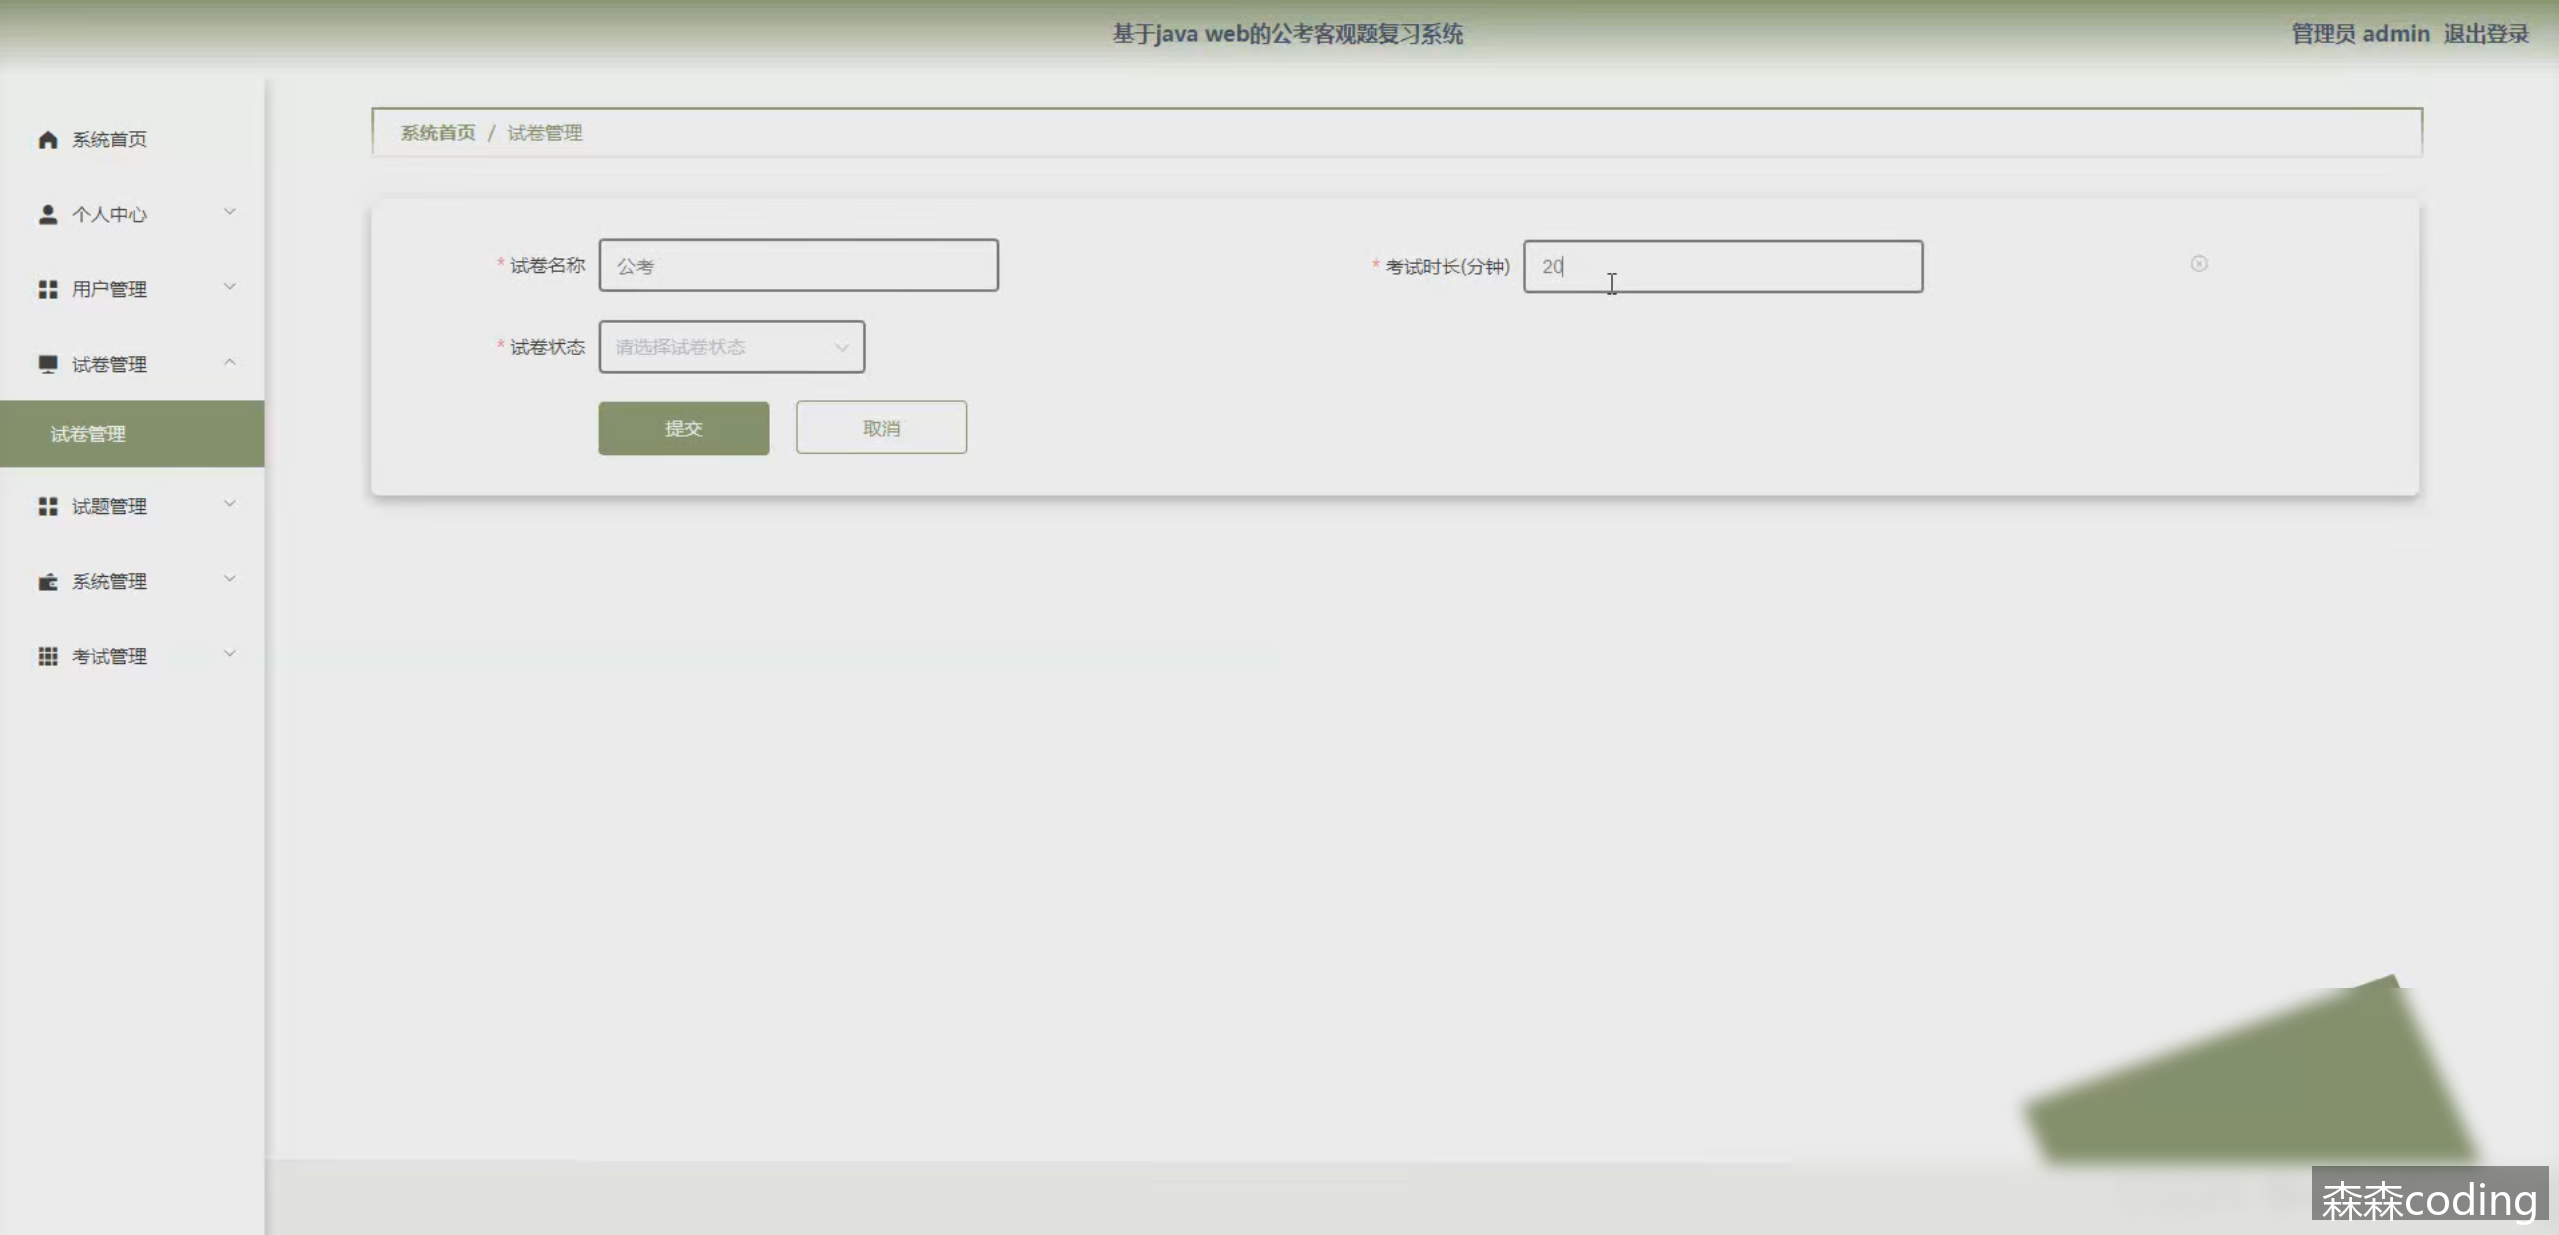 基于java web的公考客观题复习系统
管理员 admin 退出登录
系统首页
个人中心
用户管理
试卷管理
试卷管理
试题管理
系统管理
考试管理
系统首页 / 试卷管理
* 试卷名称 公考
* 考试时长(分钟) 20
* 试卷状态 请选择试卷状态
提交 取消
森森coding